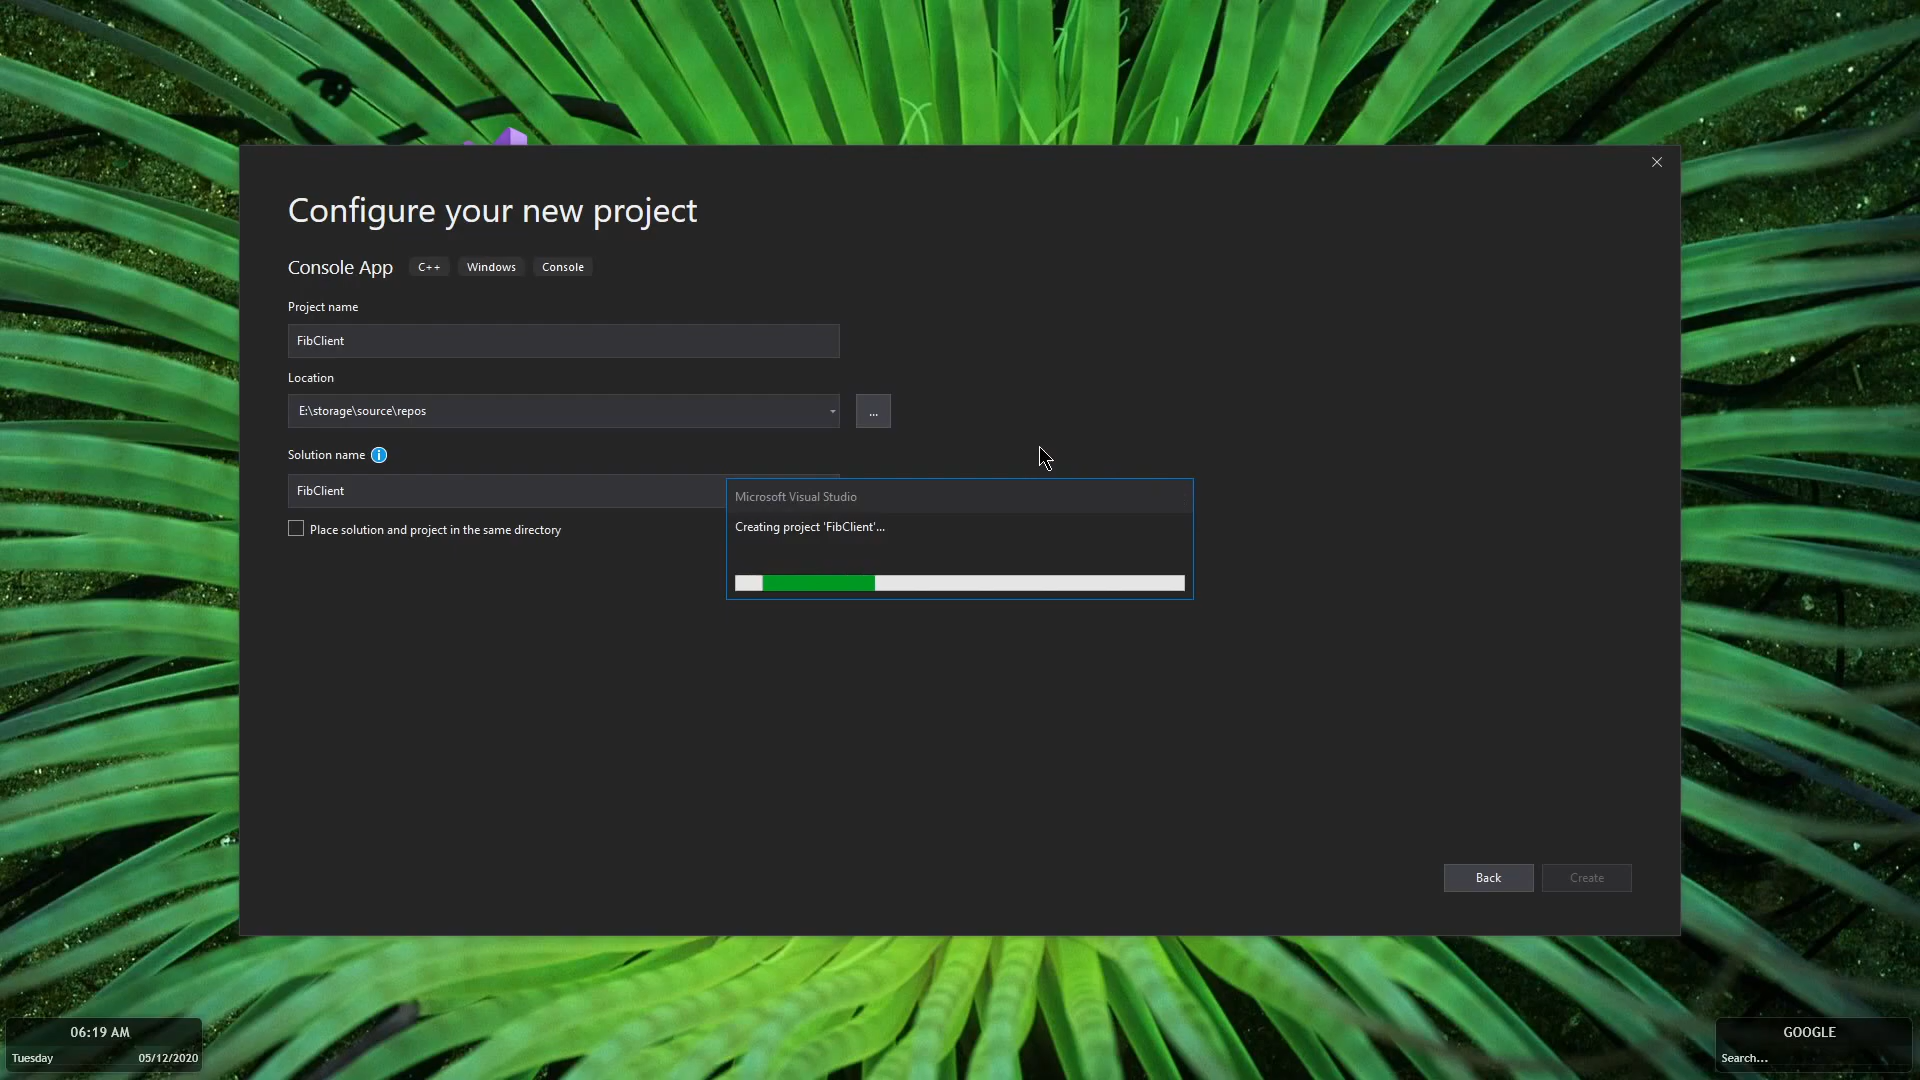 Configure your new project
Console App C++ Windows Console
Project name
FibClient
Location
E:\storage\source\repos
...
Solution name
FibClient
Place solution and project in the same directory
Microsoft Visual Studio
Creating project 'FibClient'...
Back Create
06:19 AM
Tuesday 05/12/2020
GOOGLE
Search...